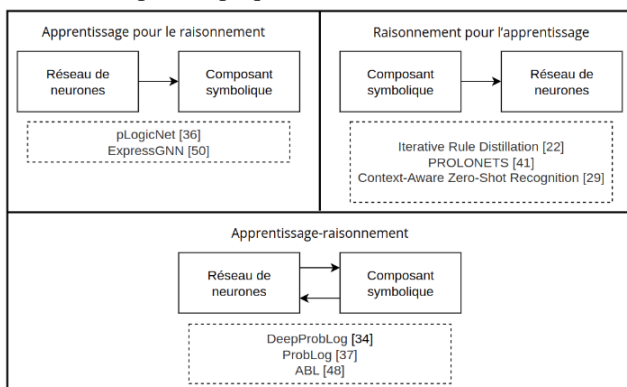 Apprentissage pour le raisonnement
Réseau de
neurones
Composant
symbolique
pLogicNet [36]
ExpressGNN [50]
Raisonnement pour l'apprentissage
Composant
symbolique
Réseau de
neurones
Iterative Rule Distillation [22]
PROLONETS [41]
Context-Aware Zero-Shot Recognition [29]
Apprentissage-raisonnement
Réseau de
neurones
Composant
symbolique
DeepProbLog [34]
ProbLog [37]
ABL [48]